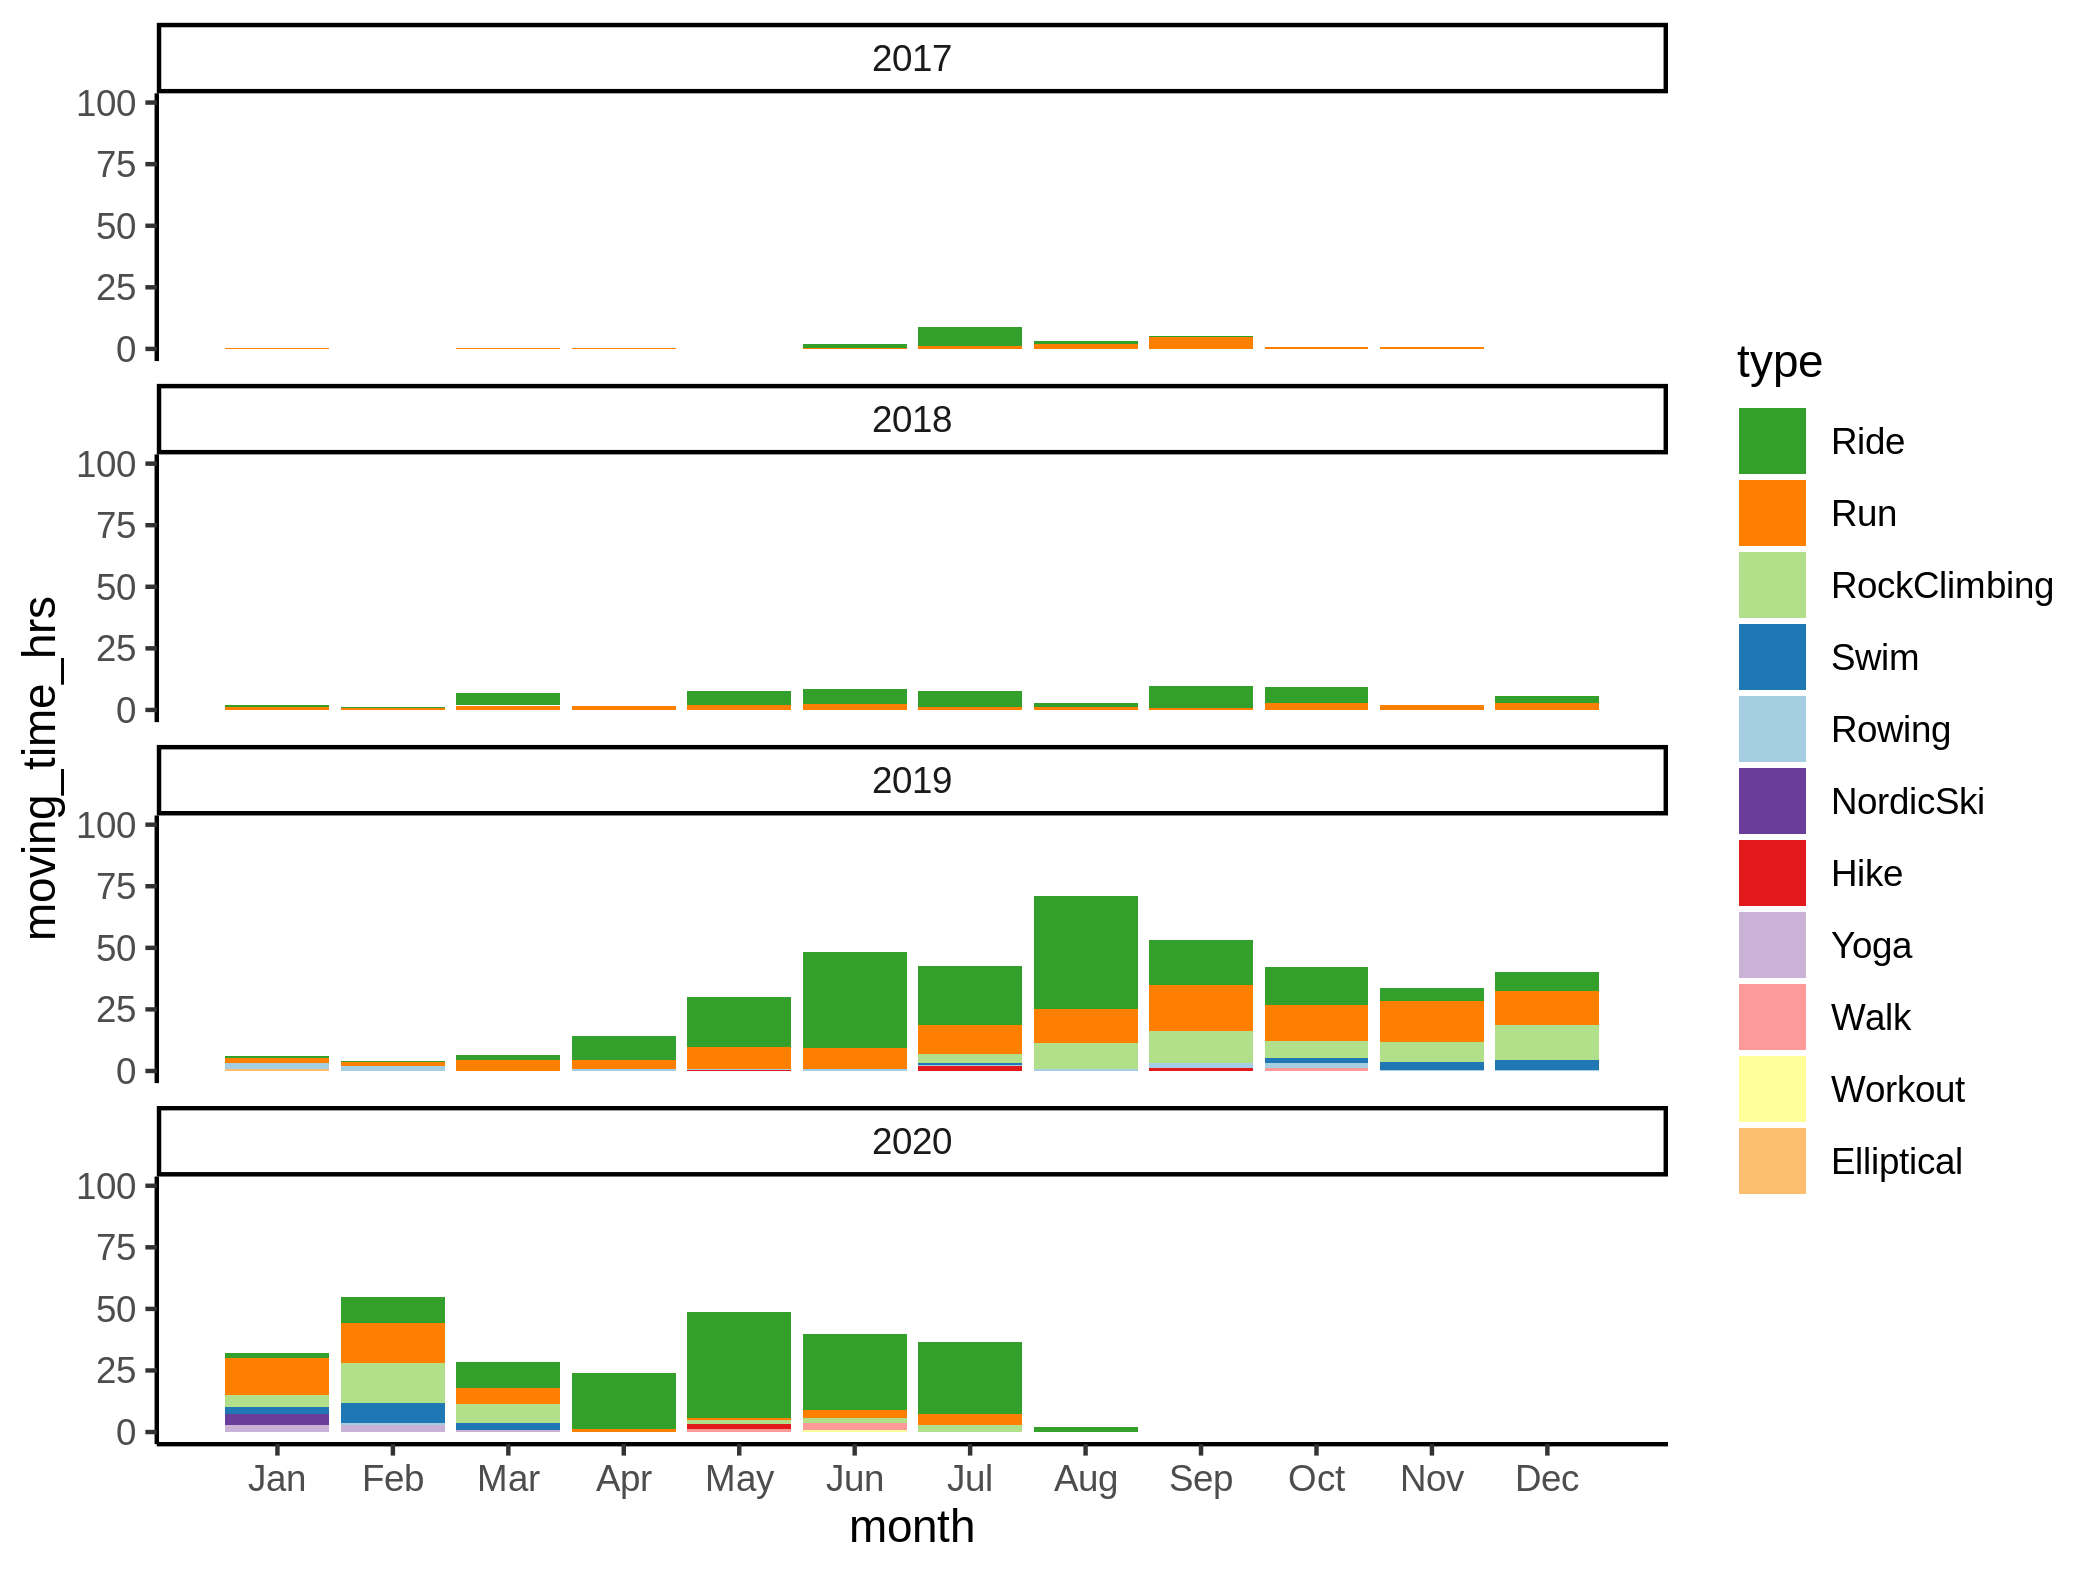 2017
100
75
50
25
0
2018
100
75
50
25
0
2019
100
75
50
25
0
2020
100
75
50
25
0
Jan Feb Mar Apr May Jun Jul Aug Sep Oct Nov Dec
month
moving_time_hrs
type
Ride
Run
RockClimbing
Swim
Rowing
NordicSki
Hike
Yoga
Walk
Workout
Elliptical